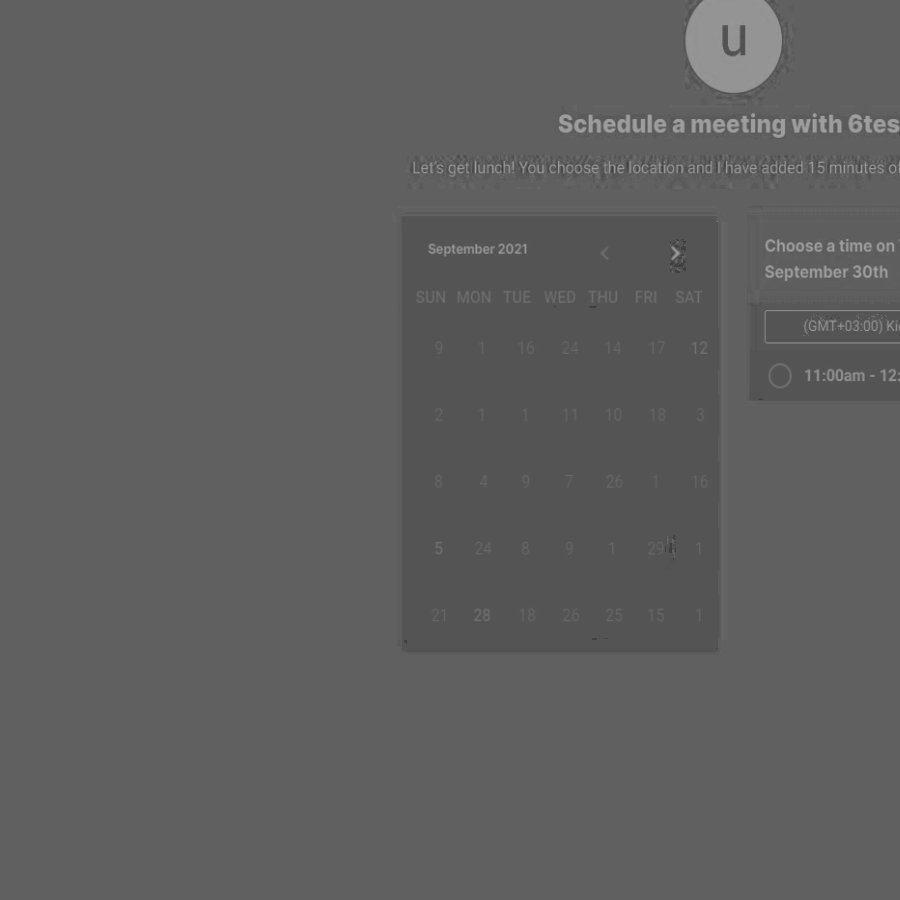 u
Schedule a meeting with 6tes
Let's get lunch! You choose the location and I have added 15 minutes of
September 2021
SUN MON TUE WED THU FRI SAT
9 1 16 24 14 17 12
2 1 1 11 10 18 3
8 4 9 7 26 1 16
5 24 8 9 1 29 1
21 28 18 26 25 15 1
Choose a time on
September 30th
(GMT+03:00) Ki
11:00am - 12: